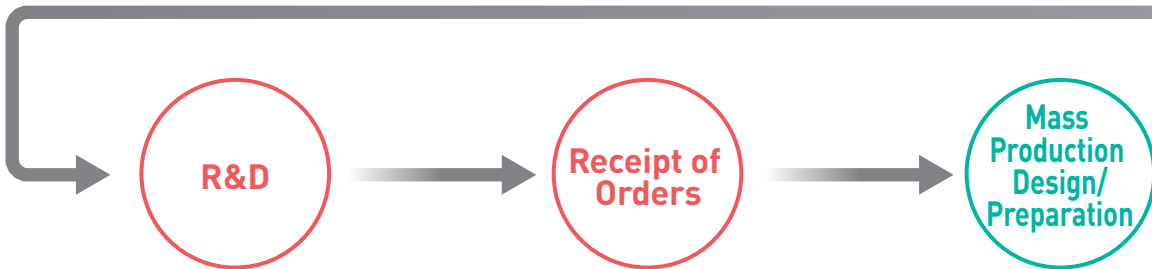 R&D
Receipt of
Orders
Mass
Production
Design/
Preparation